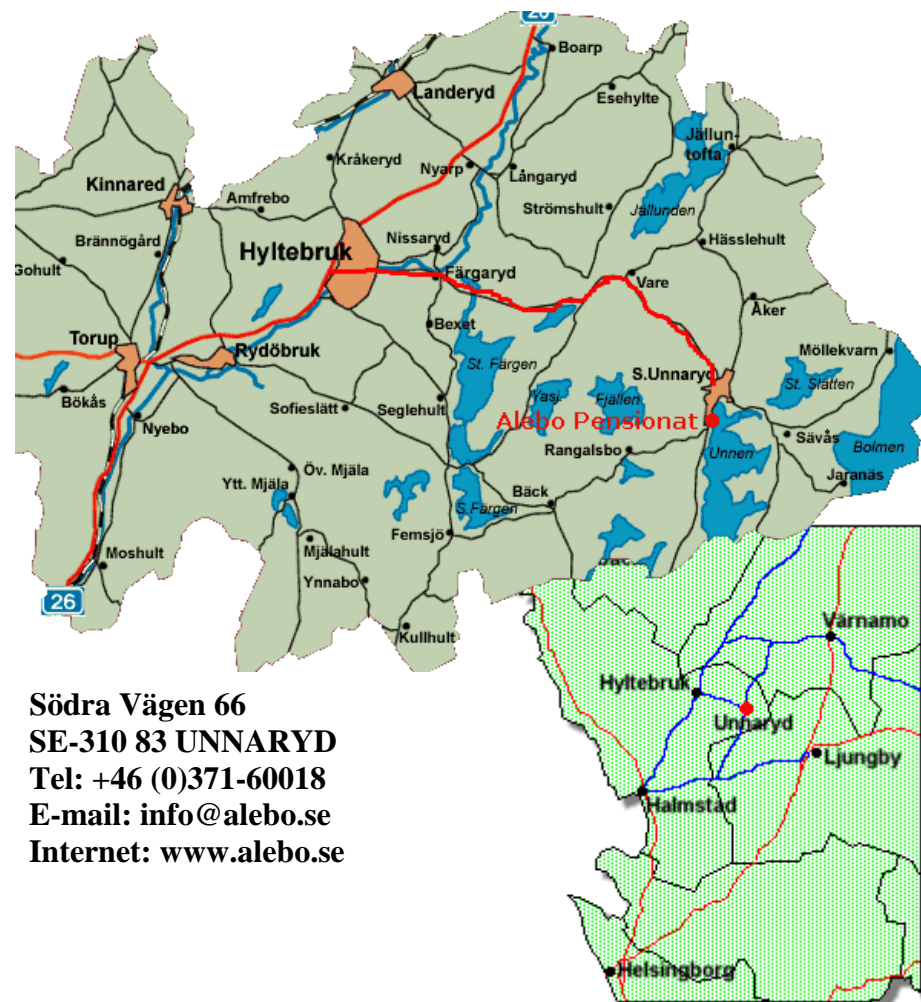 26
Boarp
Landeryd
Esehylte
Jällun-
tofta
Kråkeryd
Nyarp
Långaryd
Kinnared
Amfrebo
Strömshult
Jällunden
Brännögård
Hyltebruk
Nissaryd
Hässlehult
Gohult
Färgaryd
Vare
Åker
Bexet
Torup
Rydöbruk
St. Färgen
S.Unnaryd
Möllekvarn
St. Slätten
Bökås
Sofieslätt
Seglehult
Yasj.
Fjällen
Nyebo
Alebo Pensionat
Sävås
Rangalsbo
Unnen
Bolmen
Öv. Mjäla
Ytt. Mjäla
Jaranäs
Bäck
S.Färgen
Femsjö
Moshult
Mjälahult
Ynnabo
26
Kullhult
Värnamo
Hyltebruk
Unnaryd
Ljungby
Halmstad
Helsingborg
Södra Vägen 66
SE-310 83 UNNARYD
Tel: +46 (0)371-60018
E-mail: info@alebo.se
Internet: www.alebo.se